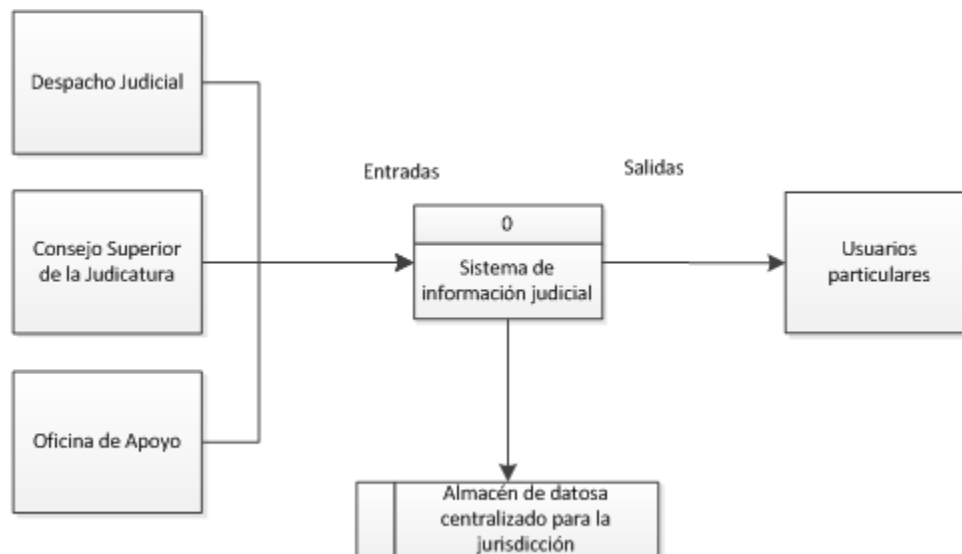 Despacho Judicial
Entradas
Salidas
Consejo Superior
de la Judicatura
0
Sistema de
información judicial
Usuarios
particulares
Oficina de Apoyo
Almacén de datosa
centralizado para la
jurisdicción